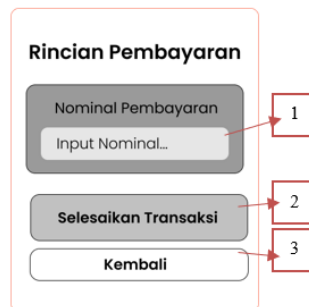 Rincian Pembayaran
Nominal Pembayaran
1
Input Nominal...
Selesaikan Transaksi
2
Kembali
3